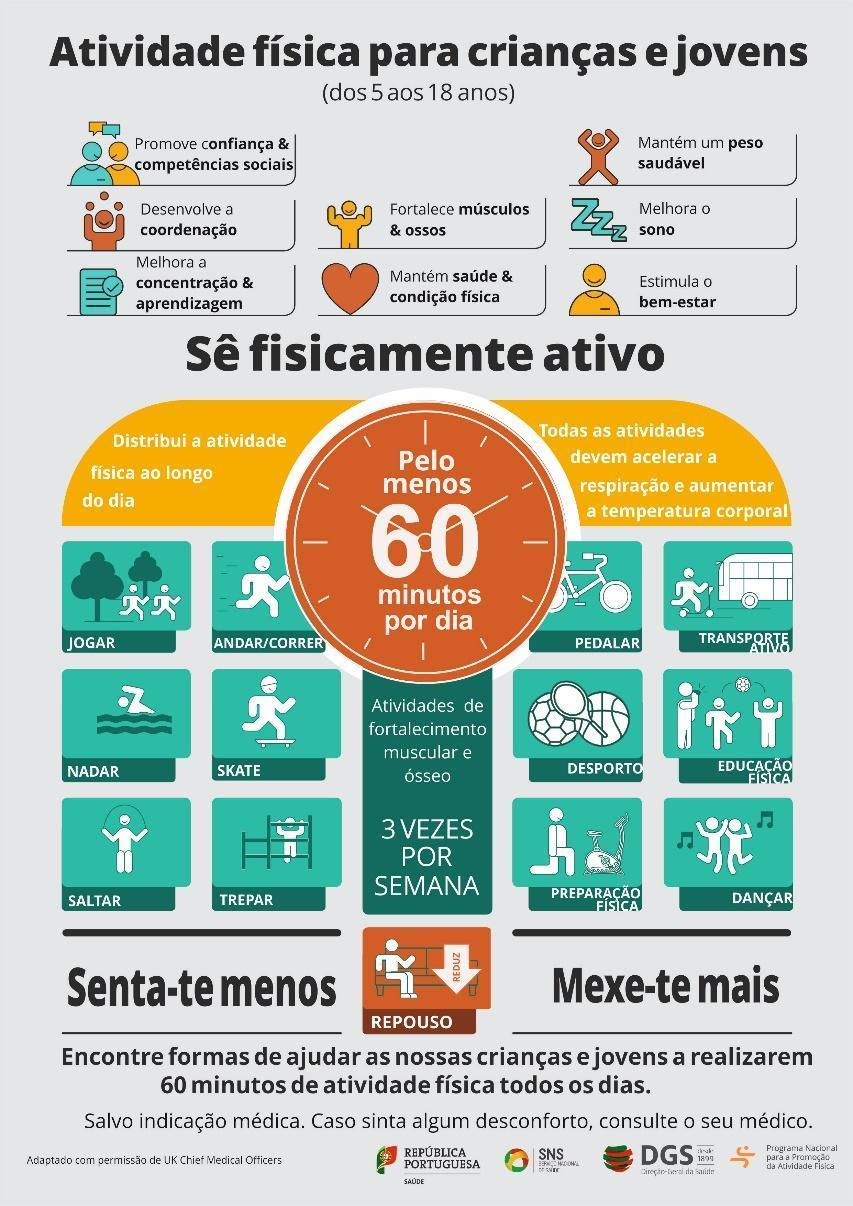 Atividade física para crianças e jovens
(dos 5 aos 18 anos)
Promove confiança &
competências sociais
Mantém um peso
saudável
Desenvolve a
coordenação
Fortalece músculos
& ossos
Melhora o
sono
Melhora a
concentração &
aprendizagem
Mantém saúde &
condição física
Estimula o
bem-estar
Sê fisicamente ativo
Distribui a atividade
física ao longo
do dia
Pelo
menos
60
minutos
por dia
Todas as atividades
devem acelerar a
respiração e aumentar
a temperatura corporal
JOGAR
ANDAR/CORRER
PEDALAR
TRANSPORTE
ATIVO
NADAR
SKATE
Atividades de
fortalecimento
muscular e
ósseo
3 VEZES
POR
SEMANA
DESPORTO
EDUCAÇÃO
FÍSICA
SALTAR
TREPAR
PREPARAÇÃO
FÍSICA
DANÇAR
Senta-te menos
REDUZ
REPOUSO
Mexe-te mais
Encontre formas de ajudar as nossas crianças e jovens a realizarem
60 minutos de atividade física todos os dias.
Salvo indicação médica. Caso sinta algum desconforto, consulte o seu médico.
Adaptado com permissão de UK Chief Medical Officers
REPÚBLICA
PORTUGUESA
SAÚDE
SNS
SERVIÇO NACIONAL
DE SAÚDE
DGS desde
1899
Direção-Geral da Saúde
Programa Nacional
para a Promoção
da Atividade Física